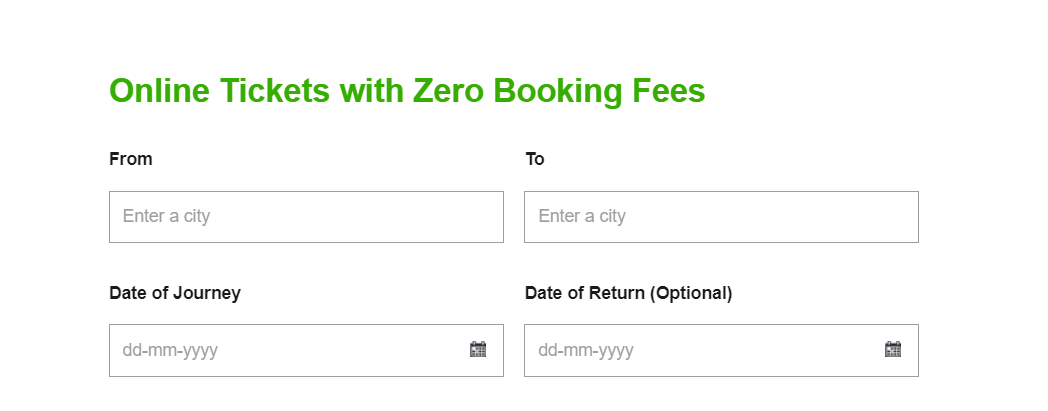 Online Tickets with Zero Booking Fees
From
To
Enter a city
Enter a city
Date of Journey
Date of Return (Optional)
dd-mm-yyyy
dd-mm-yyyy